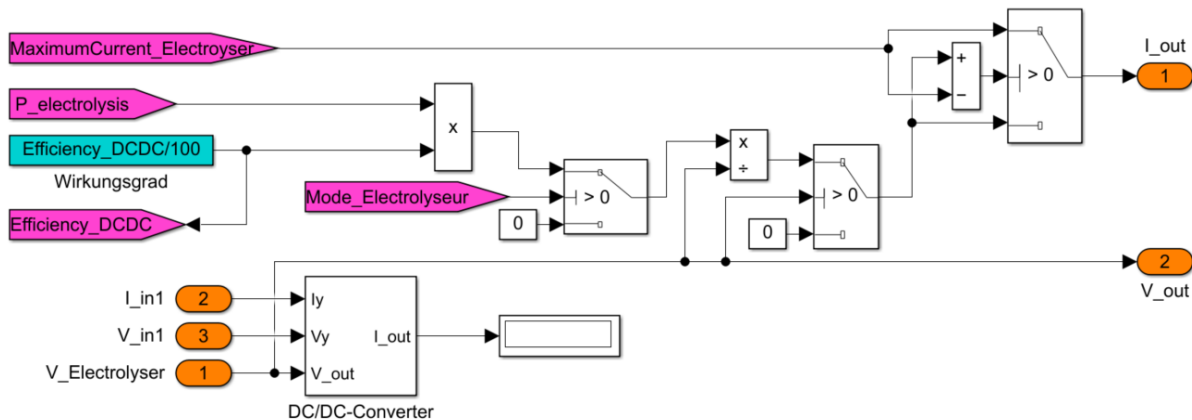 MaximumCurrent_Electroyser
I_out
1
+
−
> 0
P_electrolysis
x
Efficiency_DCDC/100
Wirkungsgrad
x
÷
> 0
Mode_Electrolyseur
> 0
0
0
Efficiency_DCDC
2
V_out
I_in1
2
Iy
V_in1
3
Vy
I_out
V_Electrolyser
1
V_out
DC/DC-Converter